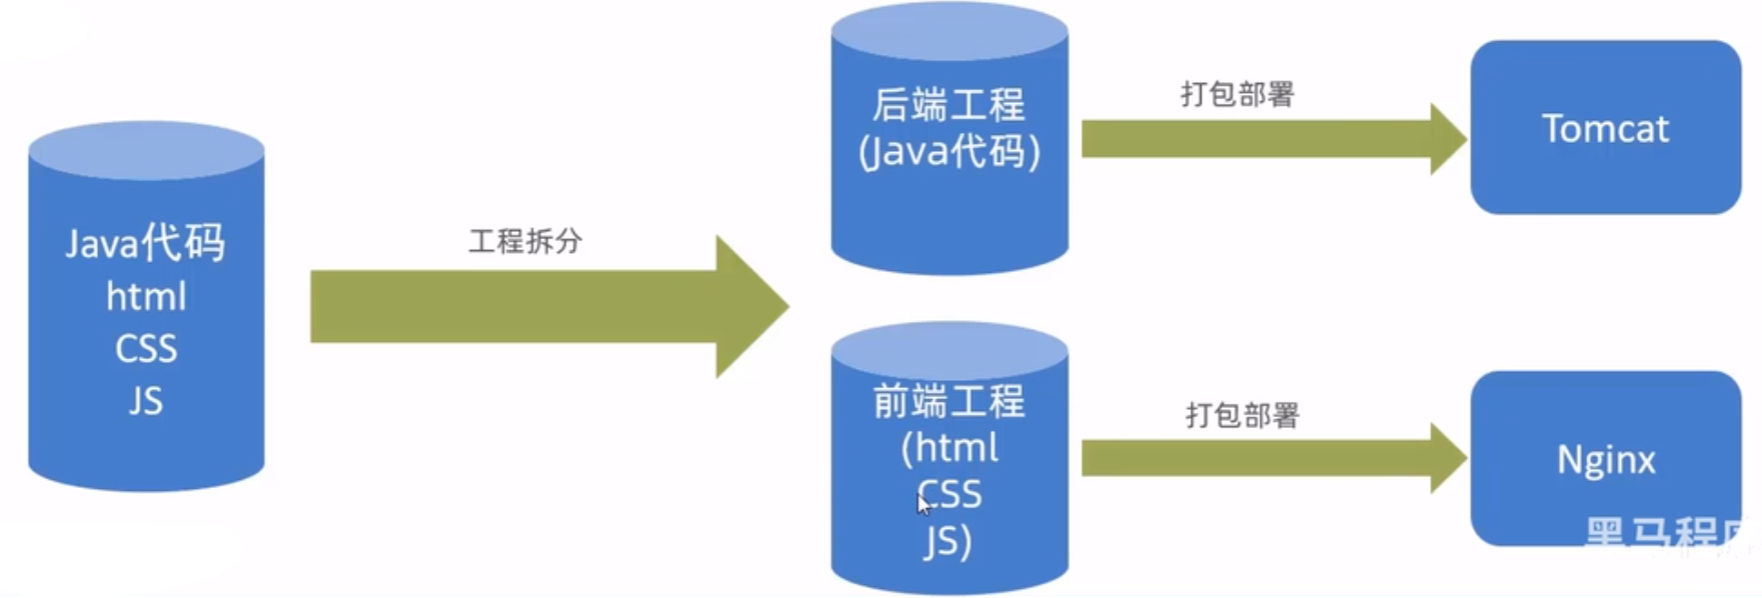 Java代码
html
CSS
JS
工程拆分
后端工程
(Java代码)
打包部署
Tomcat
前端工程
(html
CSS
JS)
打包部署
Nginx
黑马程